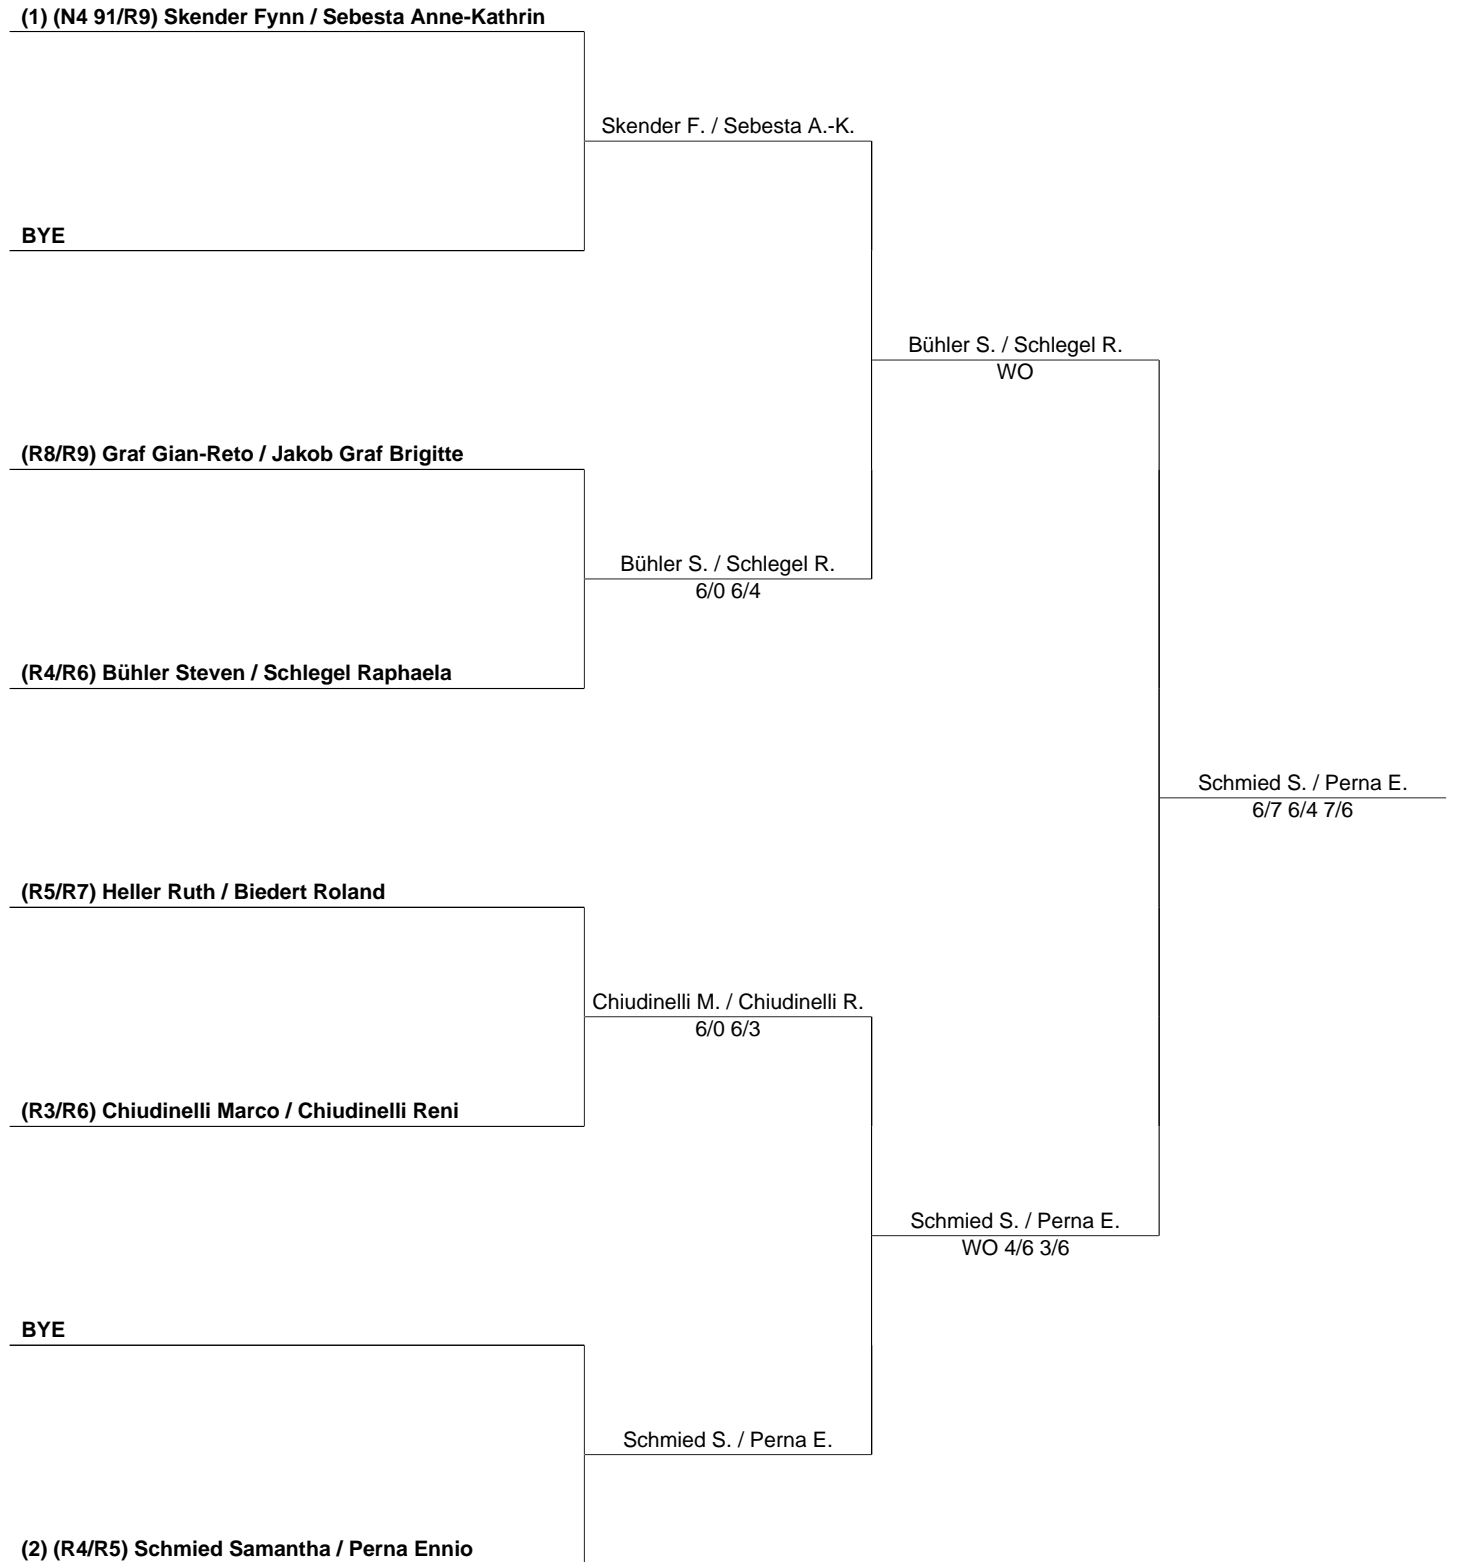 (1) (N4 91/R9) Skender Fynn / Sebesta Anne-Kathrin
Skender F. / Sebesta A.-K.
BYE
Bühler S. / Schlegel R.
WO
(R8/R9) Graf Gian-Reto / Jakob Graf Brigitte
Bühler S. / Schlegel R.
6/0 6/4
(R4/R6) Bühler Steven / Schlegel Raphaela
Schmied S. / Perna E.
6/7 6/4 7/6
(R5/R7) Heller Ruth / Biedert Roland
Chiudinelli M. / Chiudinelli R.
6/0 6/3
(R3/R6) Chiudinelli Marco / Chiudinelli Reni
Schmied S. / Perna E.
WO 4/6 3/6
BYE
Schmied S. / Perna E.
(2) (R4/R5) Schmied Samantha / Perna Ennio